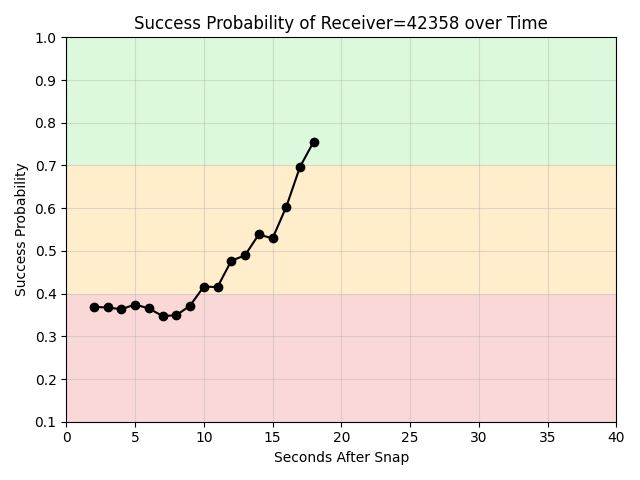 Success Probability of Receiver=42358 over Time
1.0
0.9
0.8
0.7
0.6
0.5
0.4
0.3
0.2
0.1
Success Probability
0 5 10 15 20 25 30 35 40
Seconds After Snap